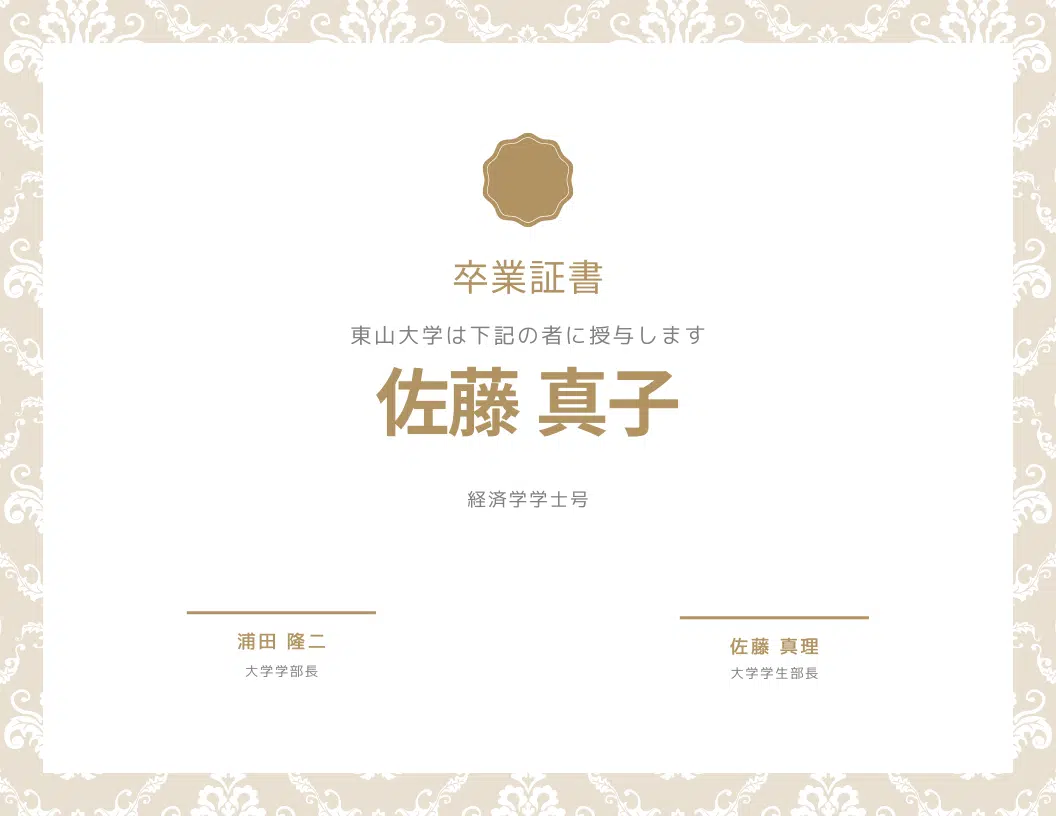 卒業証書
東山大学は下記の者に授与します
佐藤 真子
経済学学士号
浦田 隆二
大学学部長
佐藤 真理
大学学生部長